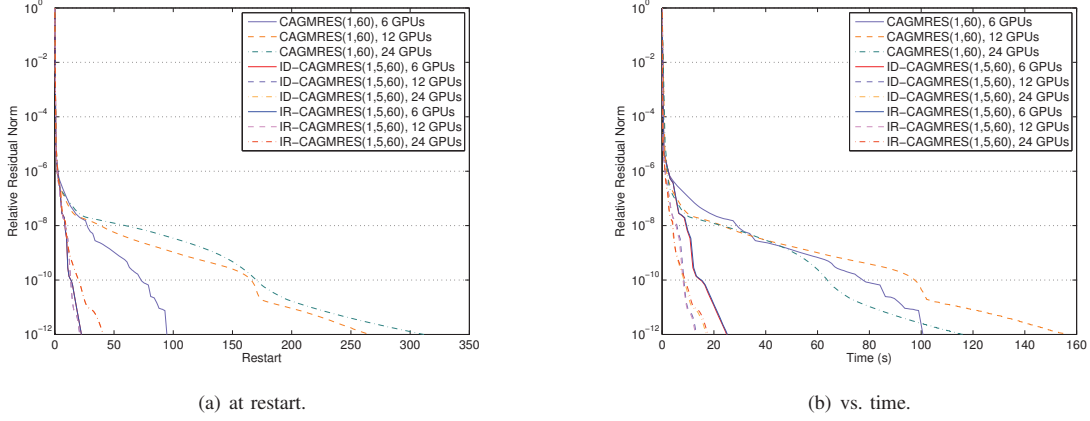 10^0
10^−2
10^−4
10^−6
10^−8
10^−10
10^−12
Relative Residual Norm
0 50 100 150 200 250 300 350
Restart
CAGMRES(1,60), 6 GPUs
CAGMRES(1,60), 12 GPUs
CAGMRES(1,60), 24 GPUs
ID−CAGMRES(1,5,60), 6 GPUs
ID−CAGMRES(1,5,60), 12 GPUs
ID−CAGMRES(1,5,60), 24 GPUs
IR−CAGMRES(1,5,60), 6 GPUs
IR−CAGMRES(1,5,60), 12 GPUs
IR−CAGMRES(1,5,60), 24 GPUs
(a) at restart.
10^0
10^−2
10^−4
10^−6
10^−8
10^−10
10^−12
Relative Residual Norm
0 20 40 60 80 100 120 140 160
Time (s)
CAGMRES(1,60), 6 GPUs
CAGMRES(1,60), 12 GPUs
CAGMRES(1,60), 24 GPUs
ID−CAGMRES(1,5,60), 6 GPUs
ID−CAGMRES(1,5,60), 12 GPUs
ID−CAGMRES(1,5,60), 24 GPUs
IR−CAGMRES(1,5,60), 6 GPUs
IR−CAGMRES(1,5,60), 12 GPUs
IR−CAGMRES(1,5,60), 24 GPUs
(b) vs. time.